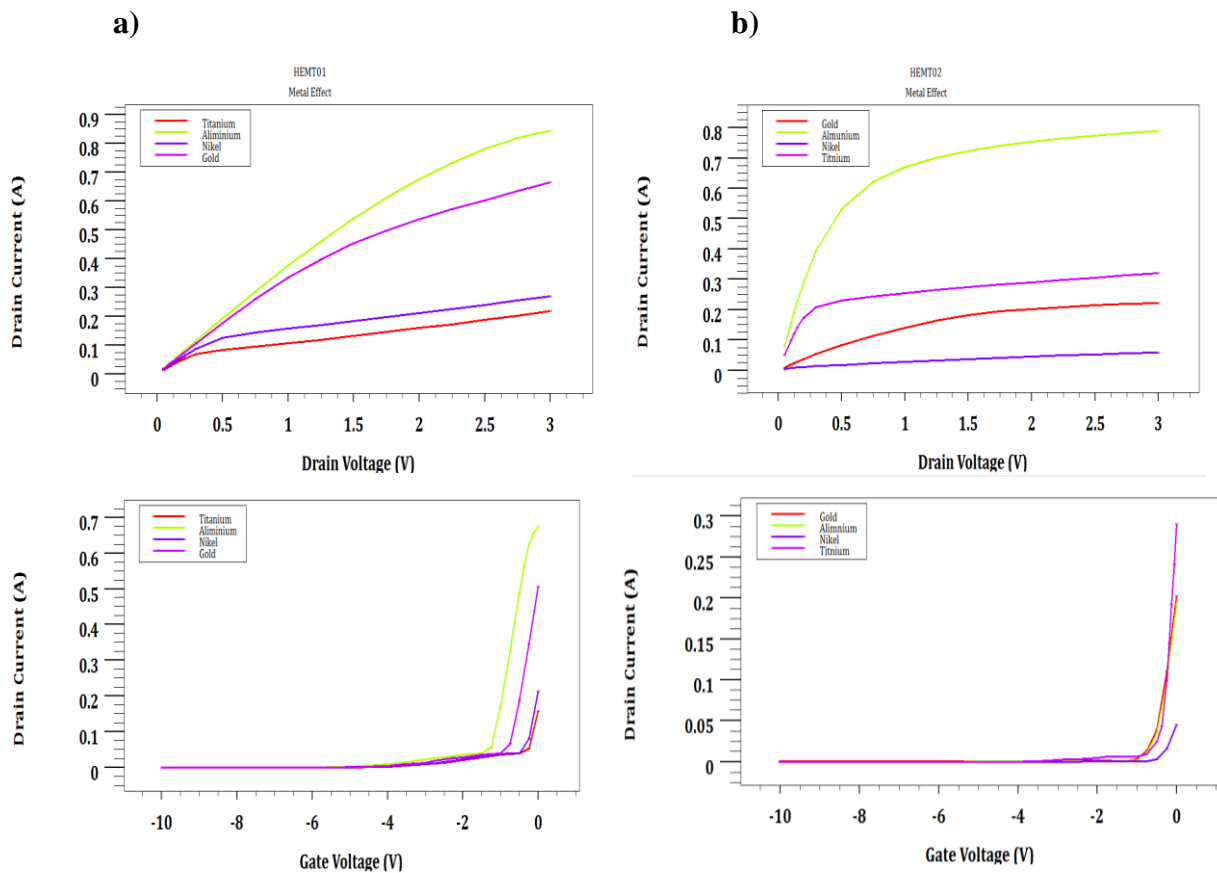 a)
HEMT01
Metal Effect
Titanium
Aliminium
Nikel
Gold
Drain Current (A)
0.9
0.8
0.7
0.6
0.5
0.4
0.3
0.2
0.1
0
0 0.5 1 1.5 2 2.5 3
Drain Voltage (V)
b)
HEMT02
Metal Effect
Gold
Almunium
Nikel
Titnium
Drain Current (A)
0.8
0.7
0.6
0.5
0.4
0.3
0.2
0.1
0
0 0.5 1 1.5 2 2.5 3
Drain Voltage (V)
Titanium
Aliminium
Nikel
Gold
Drain Current (A)
0.7
0.6
0.5
0.4
0.3
0.2
0.1
0
-10 -8 -6 -4 -2 0
Gate Voltage (V)
Gold
Alimnium
Nikel
Titnium
Drain Current (A)
0.3
0.25
0.2
0.15
0.1
0.05
0
-10 -8 -6 -4 -2 0
Gate Voltage (V)